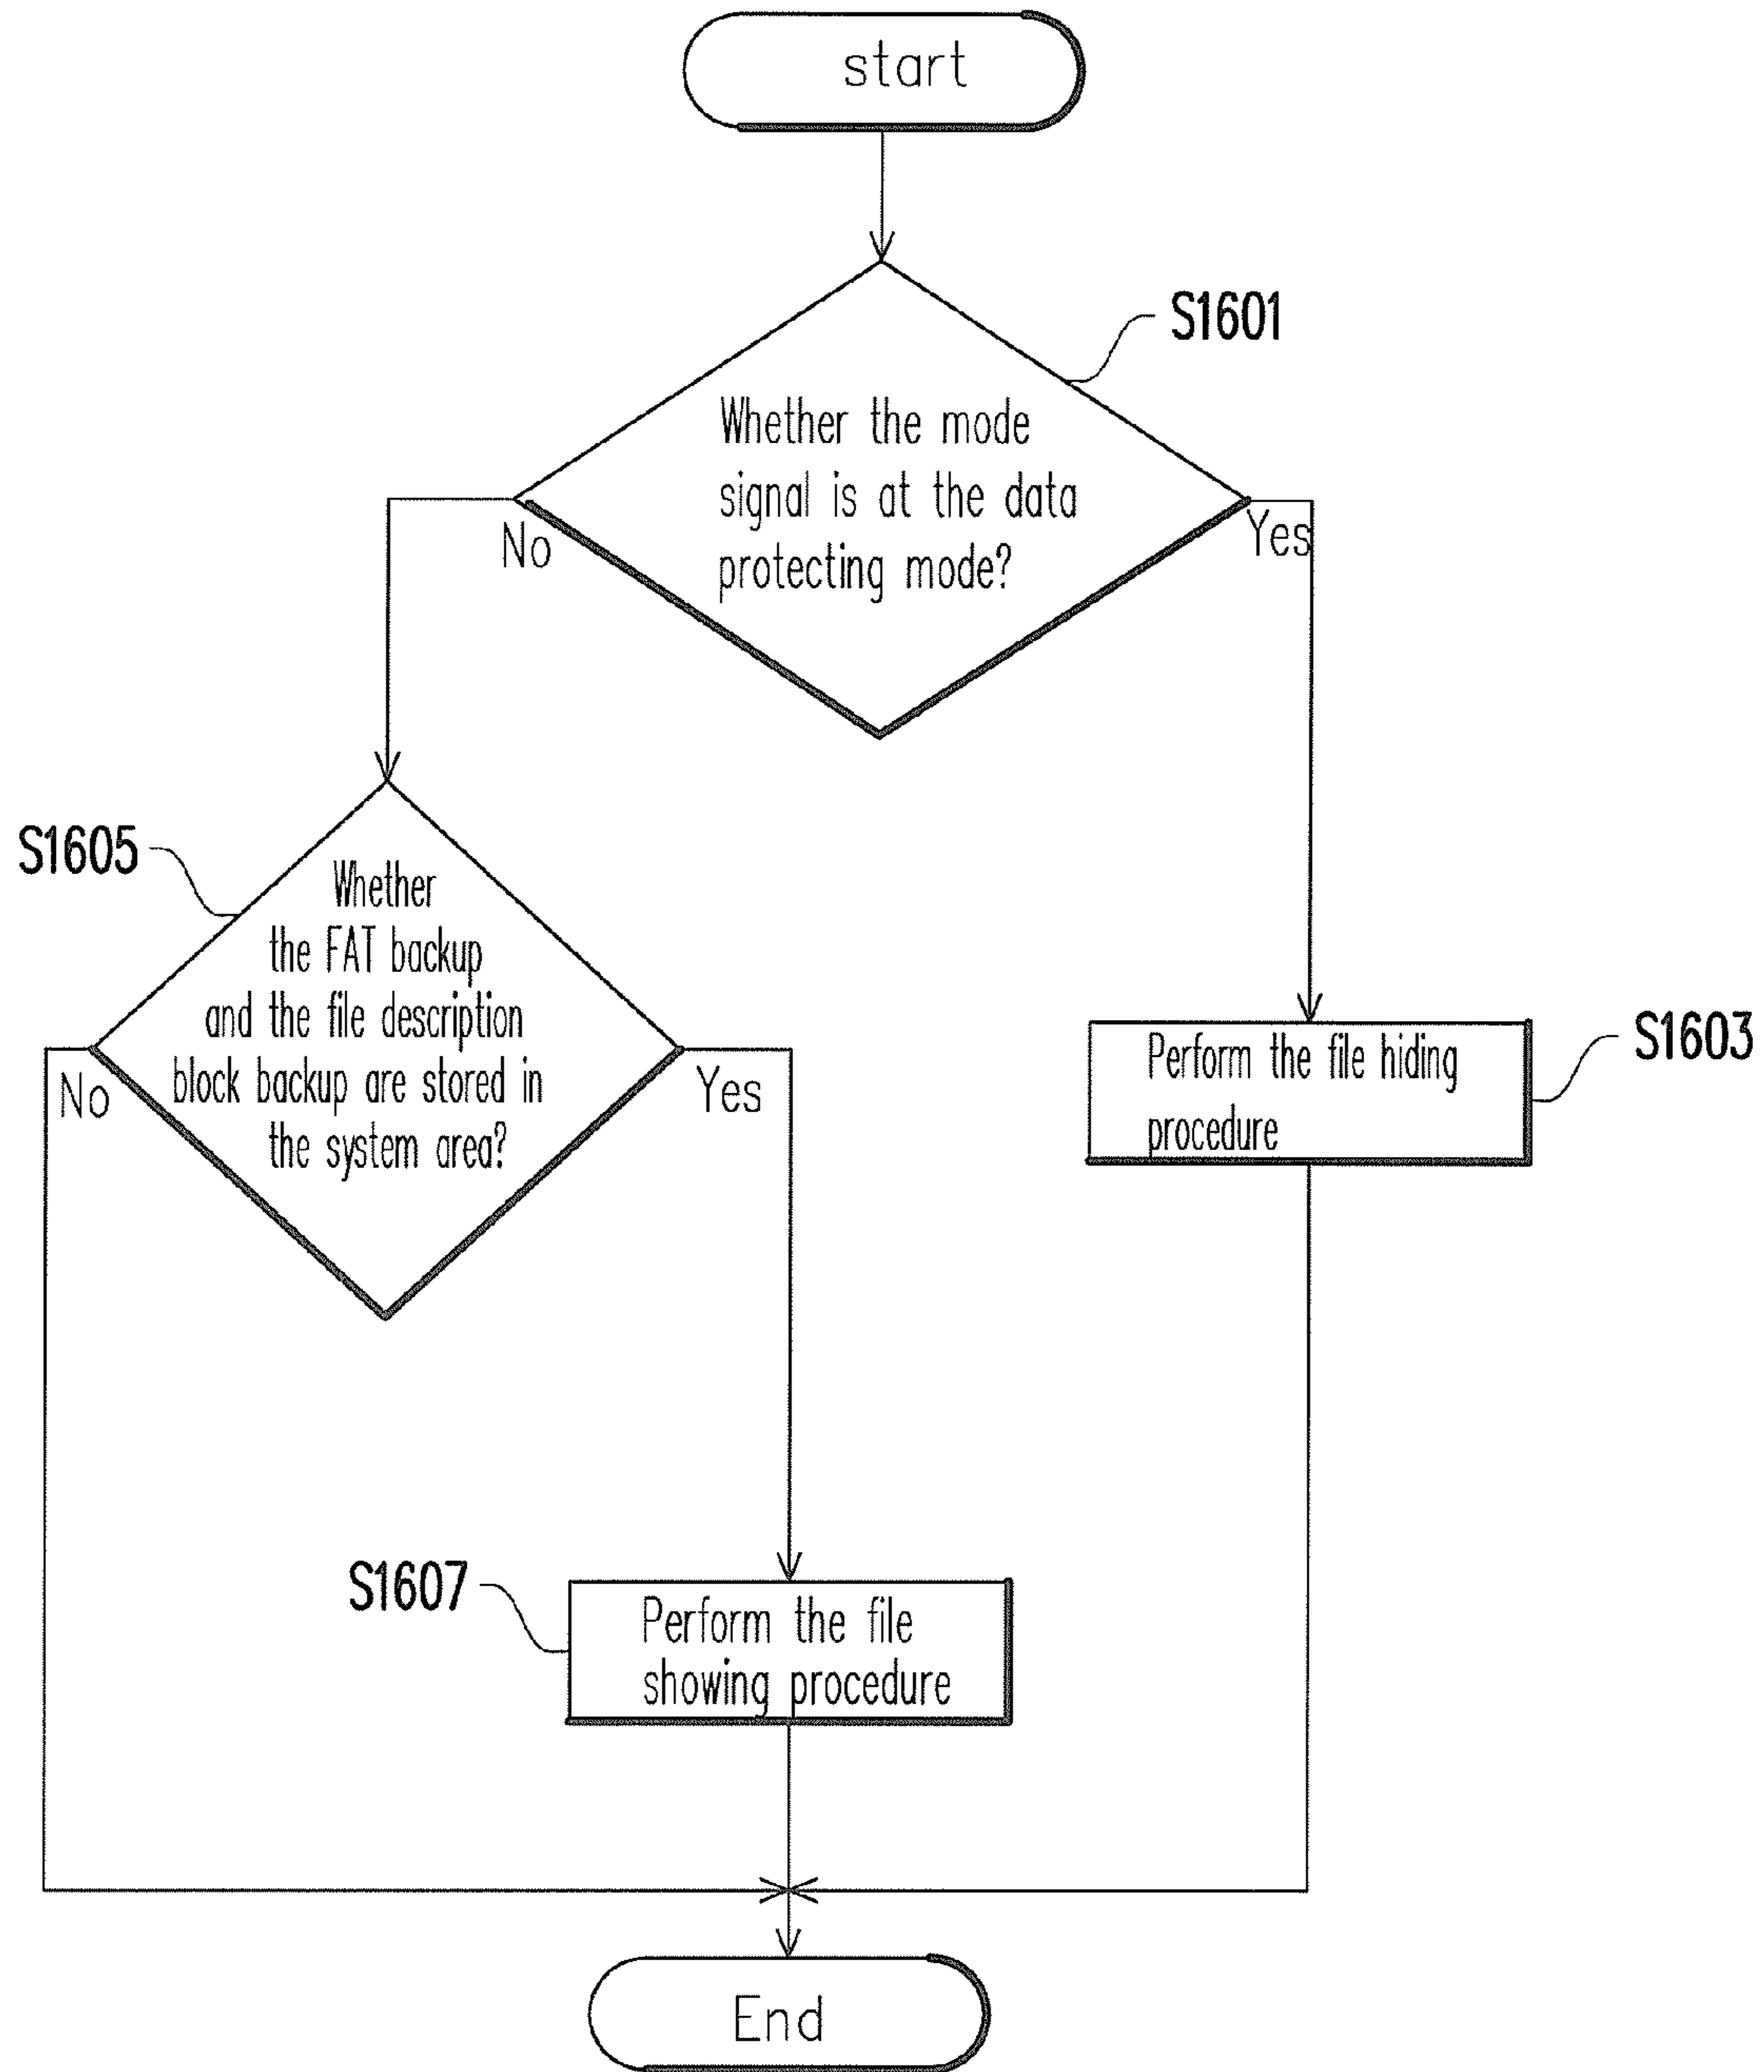 start
S1601
Whether the mode
signal is at the data
protecting mode?
No
Yes
S1605
Whether
the FAT backup
and the file description
block backup are stored in
the system area?
No
Yes
Perform the file hiding
procedure
S1603
S1607
Perform the file
showing procedure
End